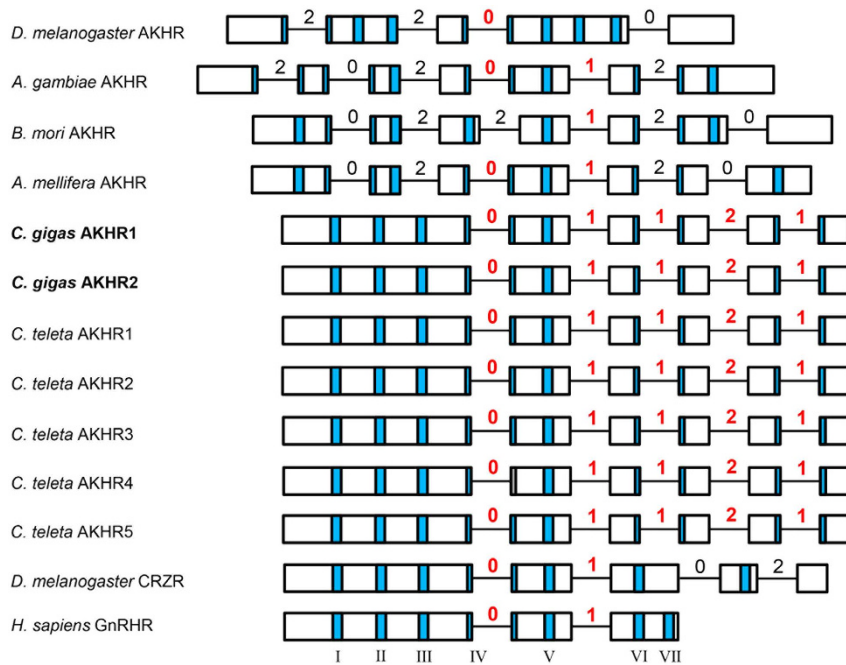 D. melanogaster AKHR 2 2 0 0
A. gambiae AKHR 2 0 2 0 1 2
B. mori AKHR 0 2 2 1 2 0
A. mellifera AKHR 0 2 0 1 2 0
C. gigas AKHR1 0 1 1 2 1
C. gigas AKHR2 0 1 1 2 1
C. teleta AKHR1 0 1 1 2 1
C. teleta AKHR2 0 1 1 2 1
C. teleta AKHR3 0 1 1 2 1
C. teleta AKHR4 0 1 1 2 1
C. teleta AKHR5 0 1 1 2 1
D. melanogaster CRZR 0 1 0 2
H. sapiens GnRHR 0 1
I II III IV V VI VII